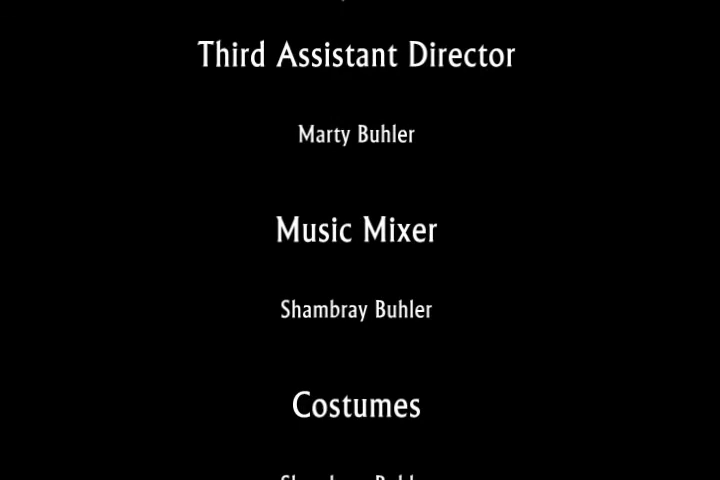 Third Assistant Director
Marty Buhler
Music Mixer
Shambray Buhler
Costumes